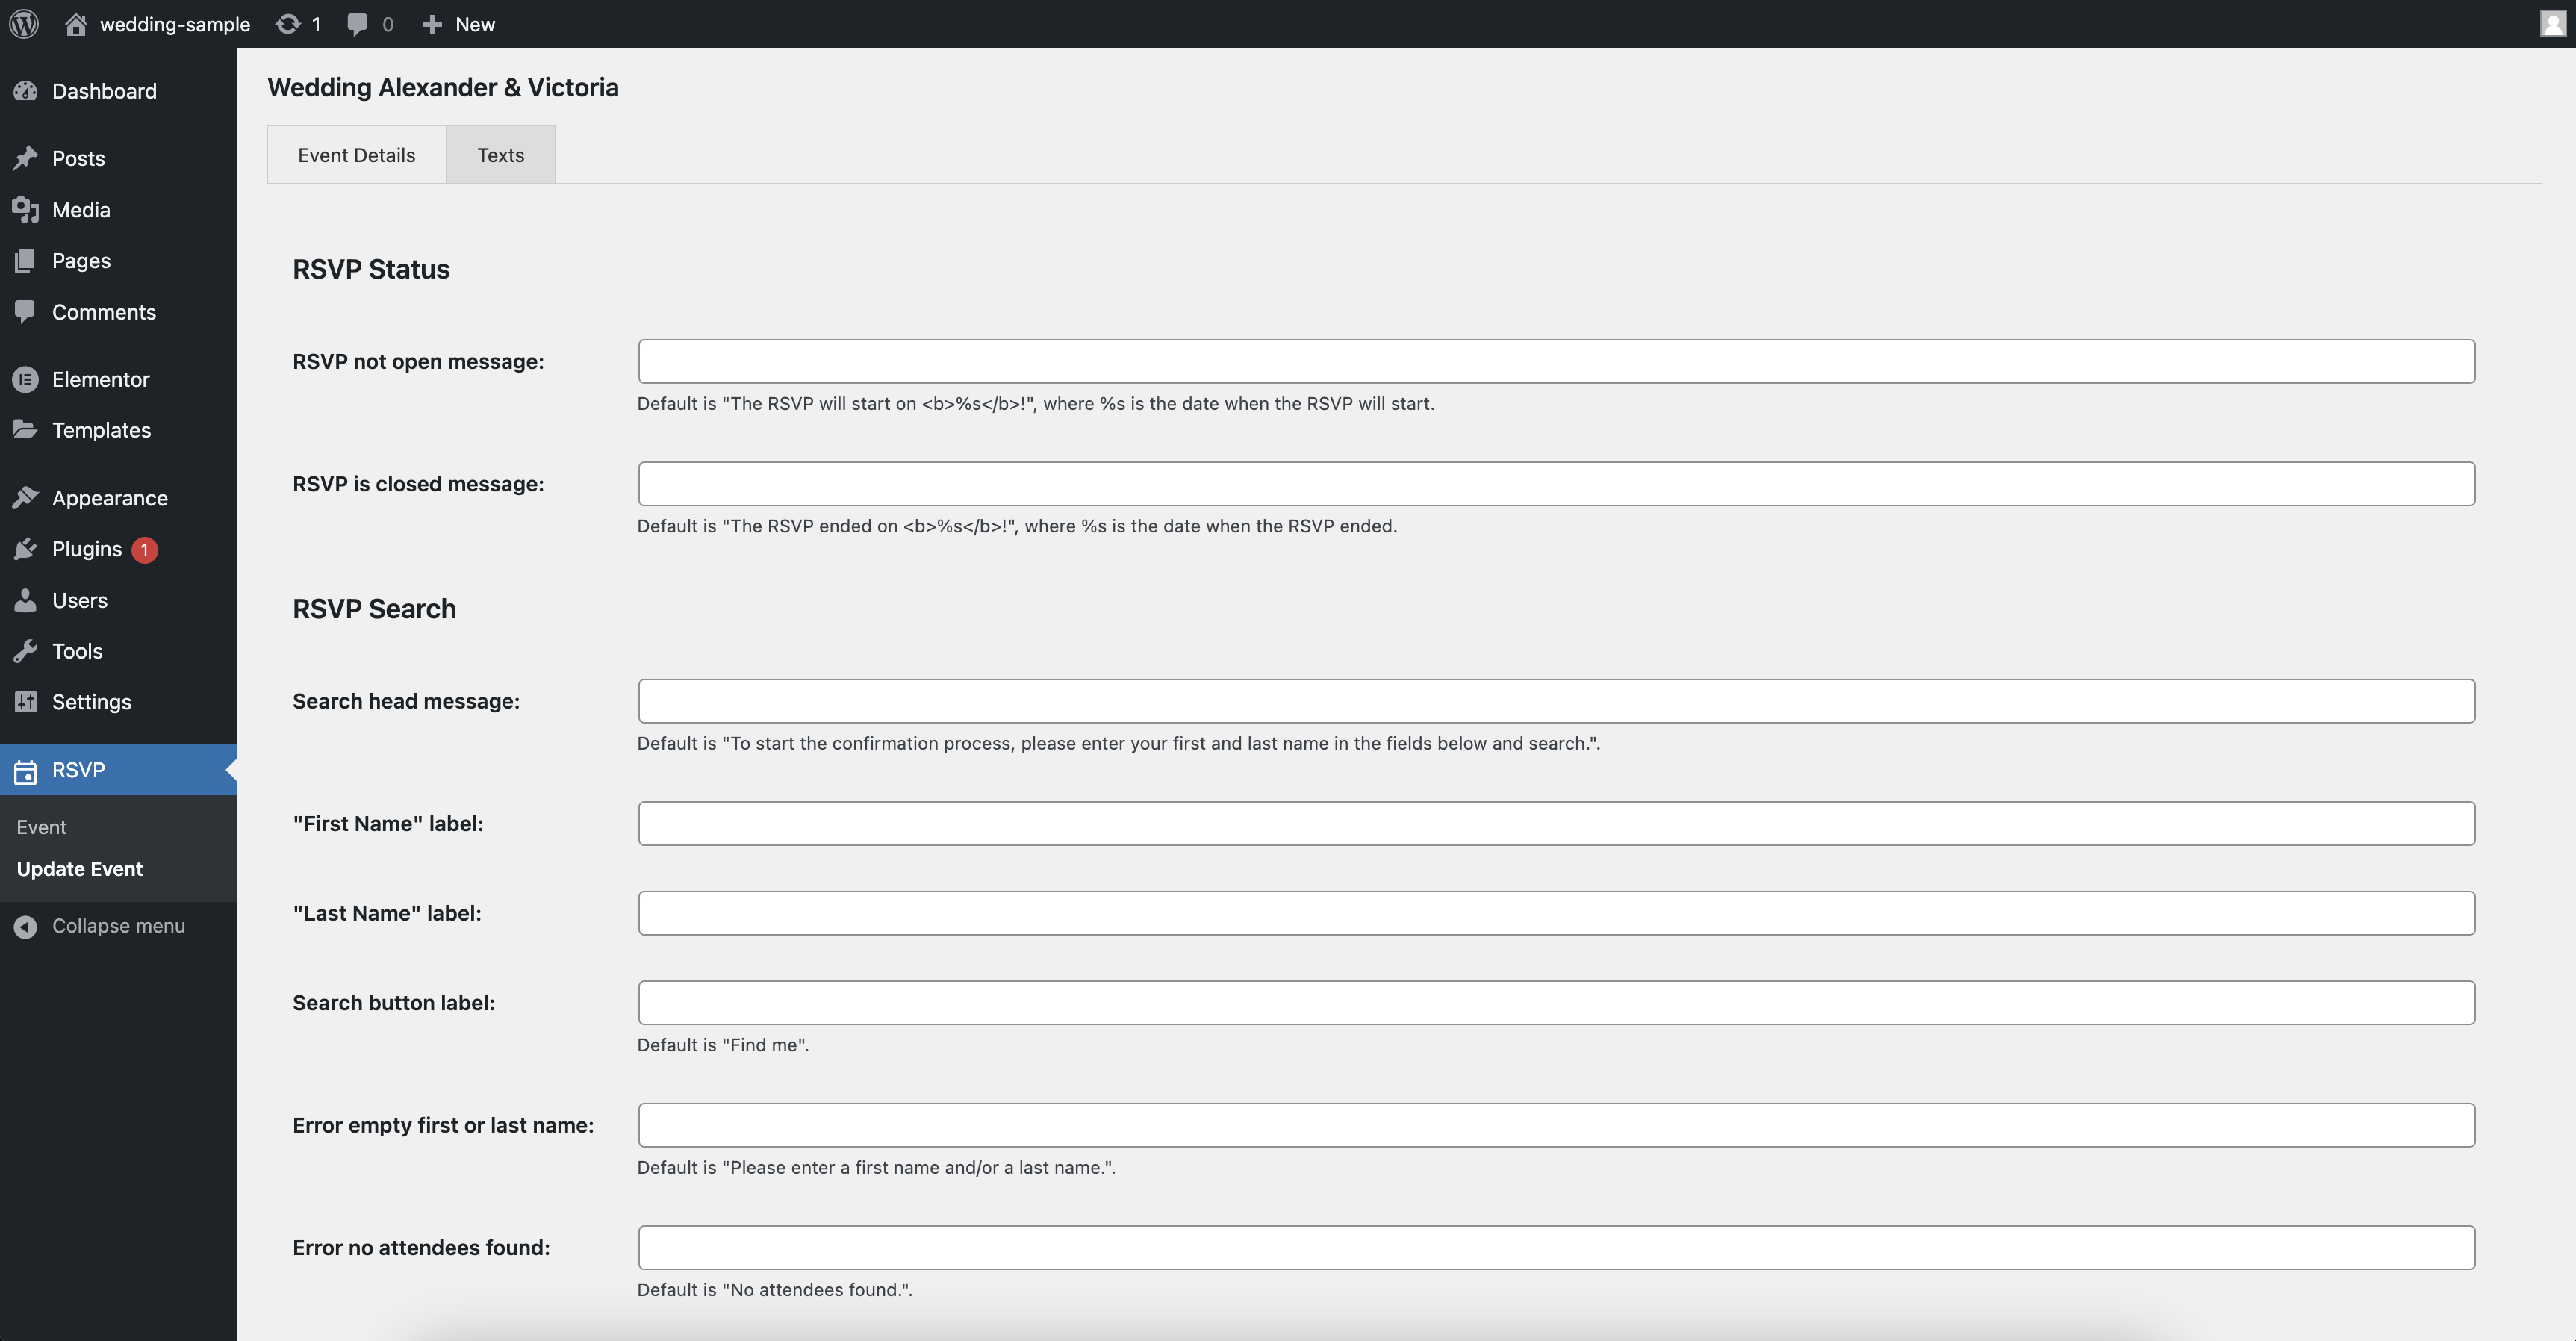 wedding-sample 1 0 New
Dashboard
Posts
Media
Pages
Comments
Elementor
Templates
Appearance
Plugins 1
Users
Tools
Settings
RSVP
Event
Update Event
Collapse menu
Wedding Alexander & Victoria
Event Details Texts
RSVP Status
RSVP not open message:
Default is "The RSVP will start on <b>%s</b>!", where %s is the date when the RSVP will start.
RSVP is closed message:
Default is "The RSVP ended on <b>%s</b>!", where %s is the date when the RSVP ended.
RSVP Search
Search head message:
Default is "To start the confirmation process, please enter your first and last name in the fields below and search.".
"First Name" label:
"Last Name" label:
Search button label:
Default is "Find me".
Error empty first or last name:
Default is "Please enter a first name and/or a last name.".
Error no attendees found:
Default is "No attendees found.".